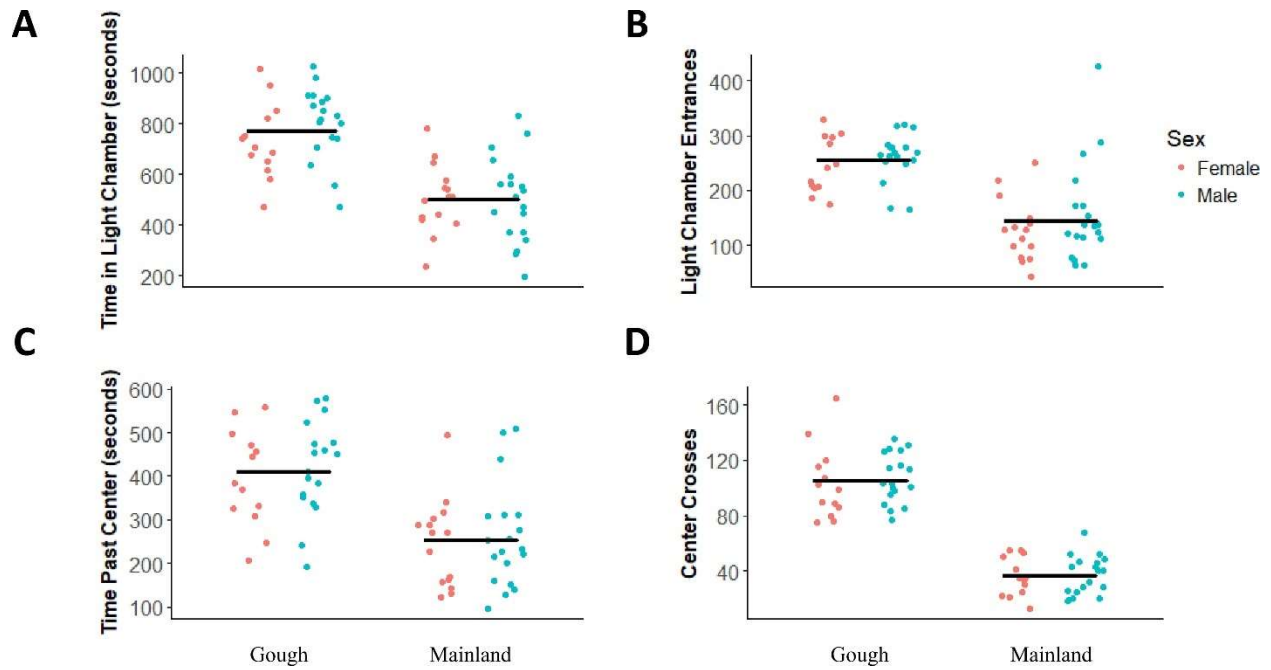 A
Time in Light Chamber (seconds)
1000
800
600
400
200
B
Light Chamber Entrances
400
300
200
100
Sex
Female
Male
C
Time Past Center (seconds)
600
500
400
300
200
100
Gough
Mainland
D
Center Crosses
160
120
80
40
Gough
Mainland